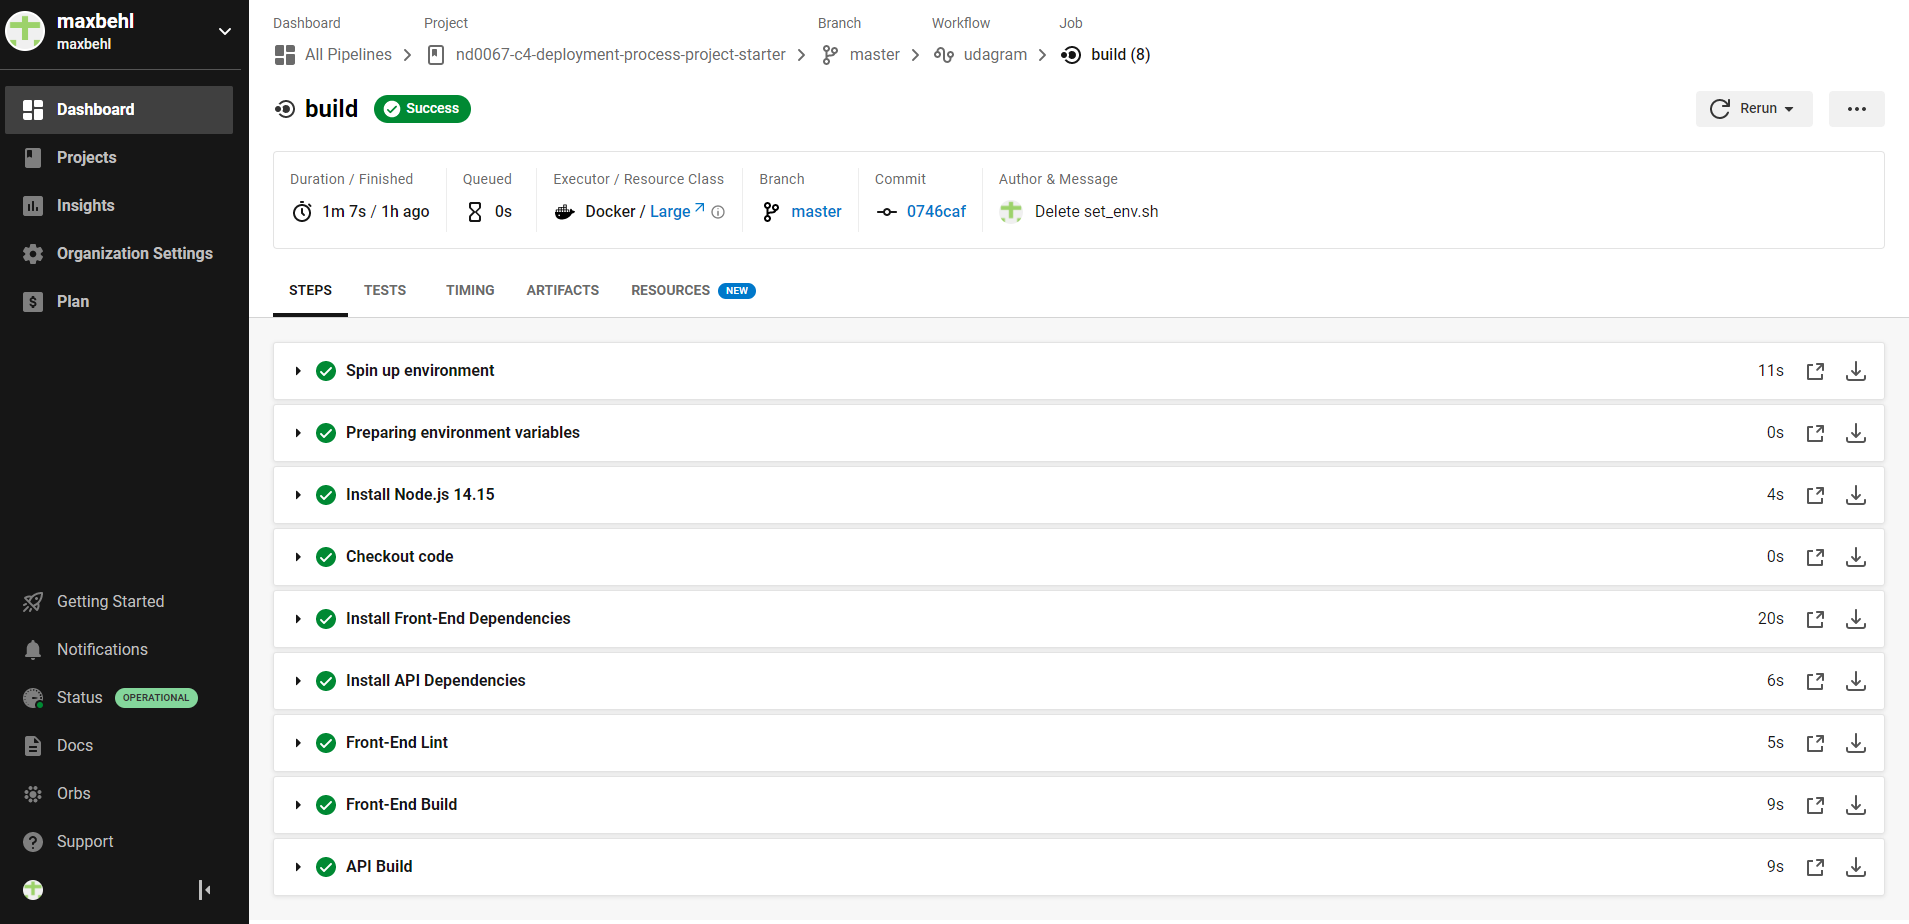 maxbehl
maxbehl
Dashboard
Projects
Insights
Organization Settings
Plan
Getting Started
Notifications
Status OPERATIONAL
Docs
Orbs
Support
Dashboard Project Branch Workflow Job
All Pipelines nd0067-c4-deployment-process-project-starter master udagram build (8)
build Success Rerun
Duration / Finished Queued Executor / Resource Class Branch Commit Author & Message
1m 7s / 1h ago 0s Docker / Large master 0746caf Delete set_env.sh
STEPS TESTS TIMING ARTIFACTS RESOURCES NEW
Spin up environment 11s
Preparing environment variables 0s
Install Node.js 14.15 4s
Checkout code 0s
Install Front-End Dependencies 20s
Install API Dependencies 6s
Front-End Lint 5s
Front-End Build 9s
API Build 9s